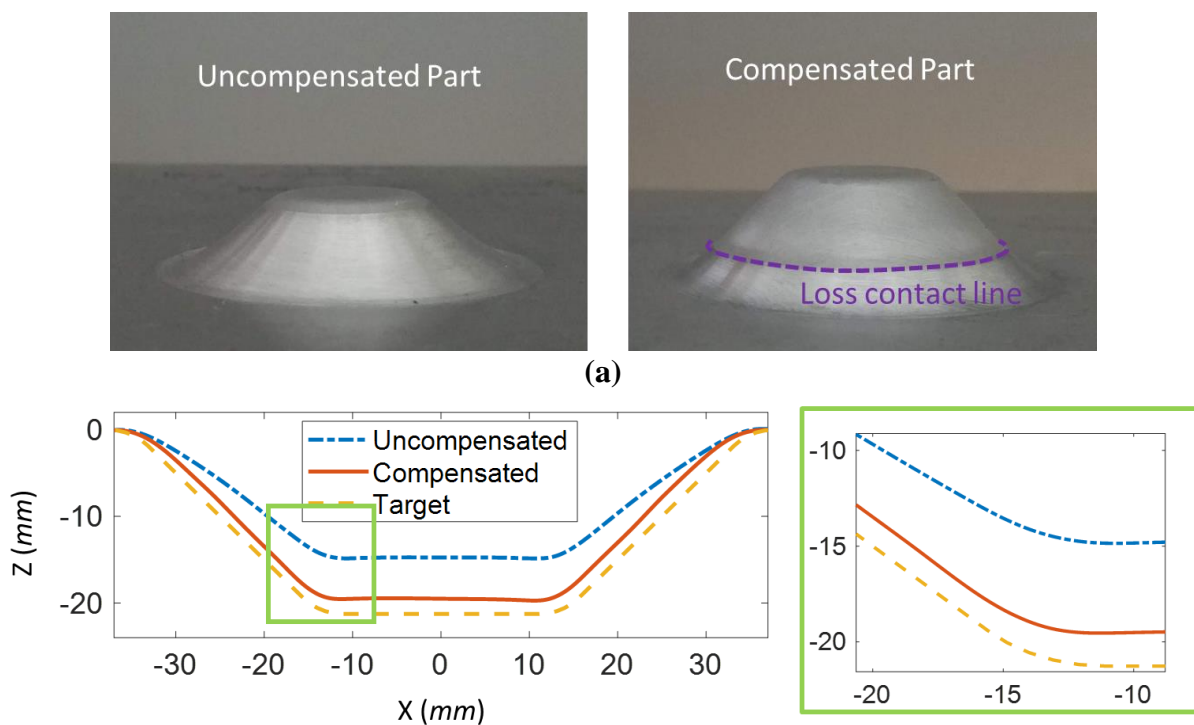 Uncompensated Part
Compensated Part
Loss contact line
(a)
0
-10
-20
Z (mm)
Uncompensated
Compensated
Target
-30
-20
-10
0
10
20
30
X (mm)
-10
-15
-20
-20
-15
-10